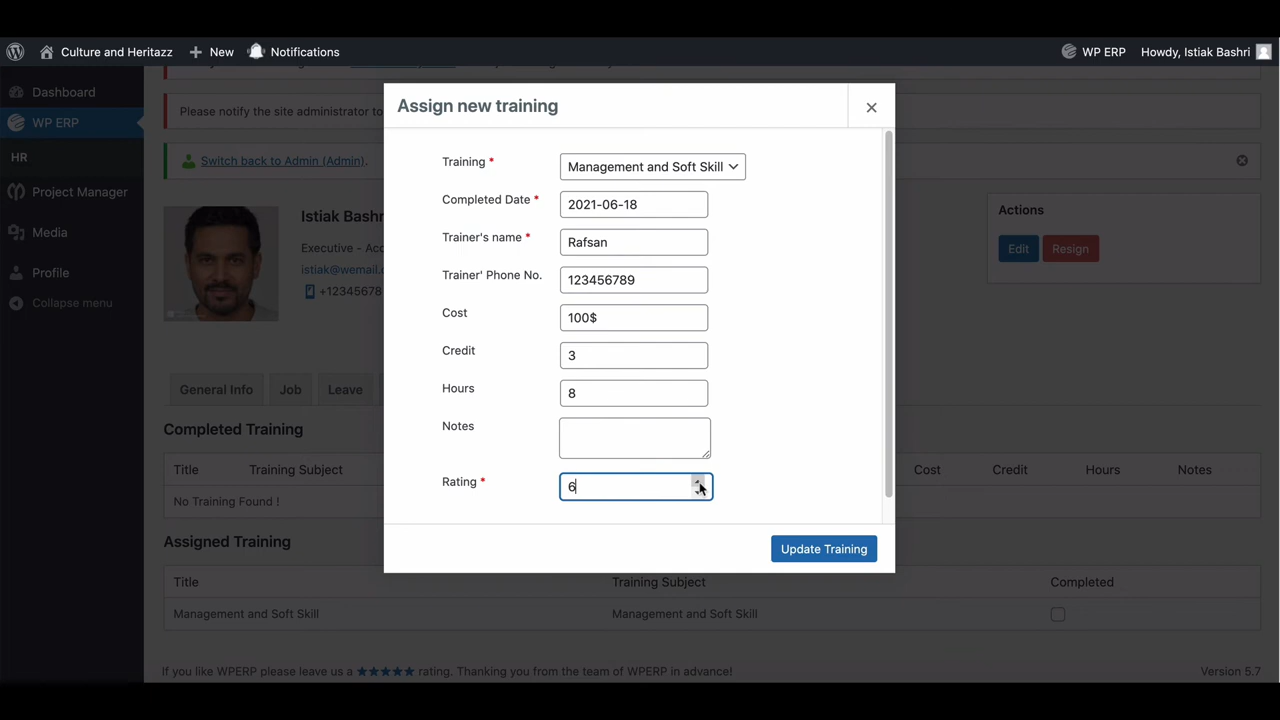 Culture and Heritazz
New
Notifications
WP ERP
Howdy, Istiak Bashri
Dashboard
WP ERP
HR
Project Manager
Media
Profile
Collapse menu
Please notify the site administrator to
Switch back to Admin (Admin).
Istiak Bashr
Executive - Acc
istiak@wemail.c
+12345678
Actions
Edit
Resign
Assign new training
×
Training *
Management and Soft Skill
Completed Date *
2021-06-18
Trainer's name *
Rafsan
Trainer' Phone No.
123456789
Cost
100$
Credit
3
Hours
8
Notes
Rating *
6
Update Training
General Info
Job
Leave
Completed Training
Title
Training Subject
Cost
Credit
Hours
Notes
No Training Found !
Assigned Training
Title
Training Subject
Completed
Management and Soft Skill
Management and Soft Skill
If you like WPERP please leave us a ★★★★★ rating. Thanking you from the team of WPERP in advance!
Version 5.7